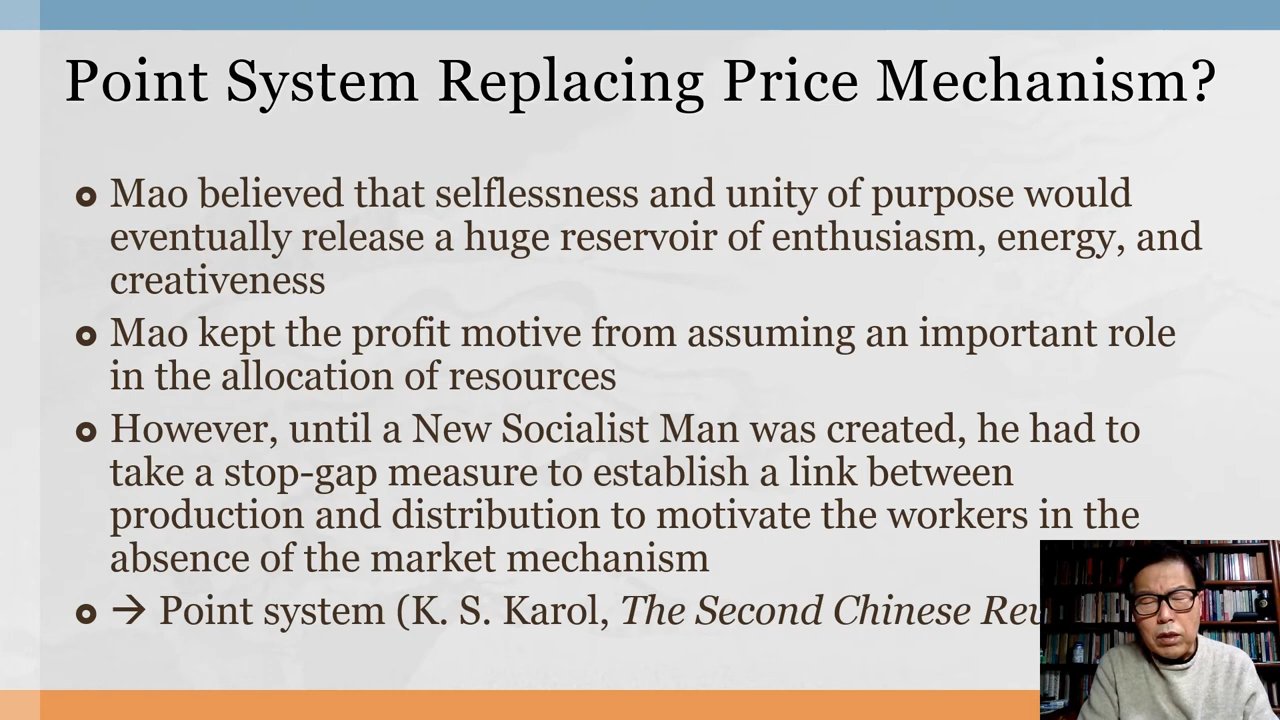 Point System Replacing Price Mechanism?
Mao believed that selflessness and unity of purpose would
eventually release a huge reservoir of enthusiasm, energy, and
creativeness
Mao kept the profit motive from assuming an important role
in the allocation of resources
However, until a New Socialist Man was created, he had to
take a stop-gap measure to establish a link between
production and distribution to motivate the workers in the
absence of the market mechanism
→ Point system (K. S. Karol, The Second Chinese